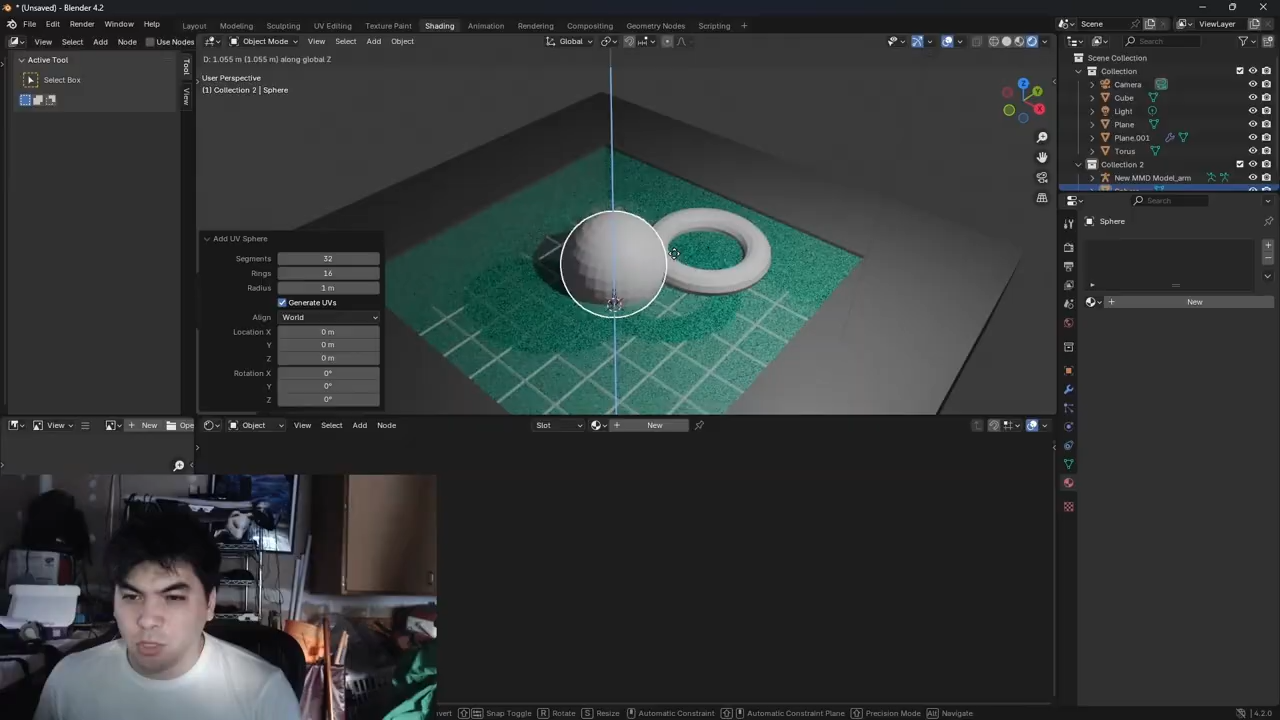 * (Unsaved) - Blender 4.2
File Edit Render Window Help Layout Modeling Sculpting UV Editing Texture Paint Shading Animation Rendering Compositing Geometry Nodes Scripting + Scene ViewLayer
View Select Add Node Use Nodes Object Mode View Select Add Object Global Search
Active Tool
Select Box
Tool
View
D: 1.055 m (1.055 m) along global Z
User Perspective
(1) Collection 2 | Sphere
Z
Y
X
Scene Collection
Collection
Camera
Cube
Light
Plane
Plane.001
Torus
Collection 2
New MMD Model_arm
Search
Sphere
New
Add UV Sphere
Segments 32
Rings 16
Radius 1 m
Generate UVs
Align World
Location X 0 m
Y 0 m
Z 0 m
Rotation X 0°
Y 0°
Z 0°
View New Ope Object View Select Add Node Slot New
Snap Toggle R Rotate S Resize Automatic Constraint Automatic Constraint Plane Precision Mode Alt Navigate 4.2.0